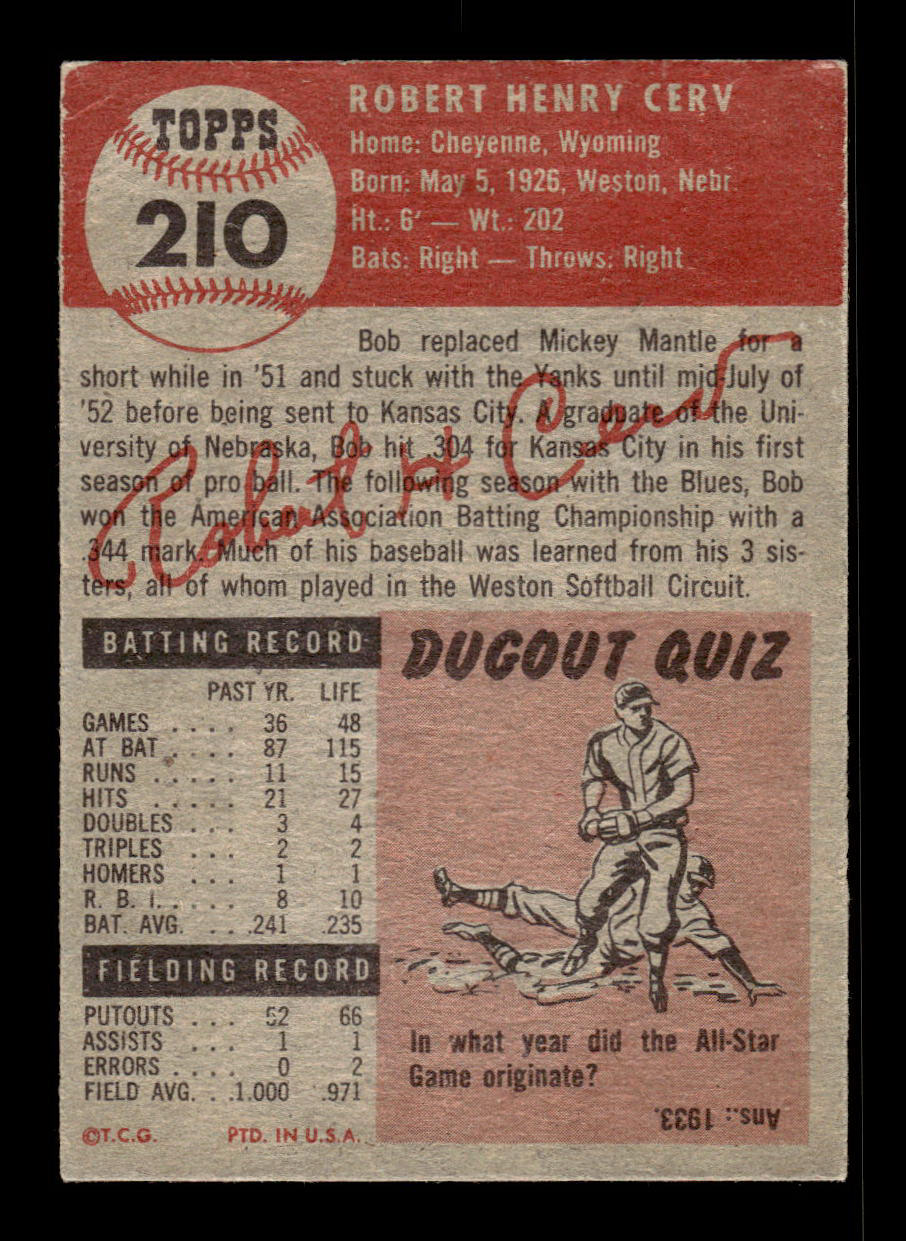 TOPPS
210
ROBERT HENRY CERV
Home: Cheyenne, Wyoming
Born: May 5, 1926, Weston, Nebr.
Ht.: 6' — Wt.: 202
Bats: Right — Throws: Right
Bob replaced Mickey Mantle for a
short while in '51 and stuck with the Yanks until mid-July of
'52 before being sent to Kansas City. A graduate of the Uni-
versity of Nebraska, Bob hit .304 for Kansas City in his first
season of pro ball. The following season with the Blues, Bob
won the American Association Batting Championship with a
.344 mark. Much of his baseball was learned from his 3 sis-
ters, all of whom played in the Weston Softball Circuit.
Robert H Cerv
BATTING RECORD
PAST YR. LIFE
GAMES . . . . 36 48
AT BAT . . . . 87 115
RUNS . . . . . 11 15
HITS . . . . . 21 27
DOUBLES . . . 3 4
TRIPLES . . . 2 2
HOMERS . . . 1 1
R. B. I. . . . . 8 10
BAT. AVG. . . .241 .235
FIELDING RECORD
PUTOUTS . . . 52 66
ASSISTS . . . 1 1
ERRORS . . . . 0 2
FIELD AVG. . .1.000 .971
©T.C.G. PTD. IN U.S.A.
DUGOUT QUIZ
In what year did the All-Star
Game originate?
Ans.: 1933.